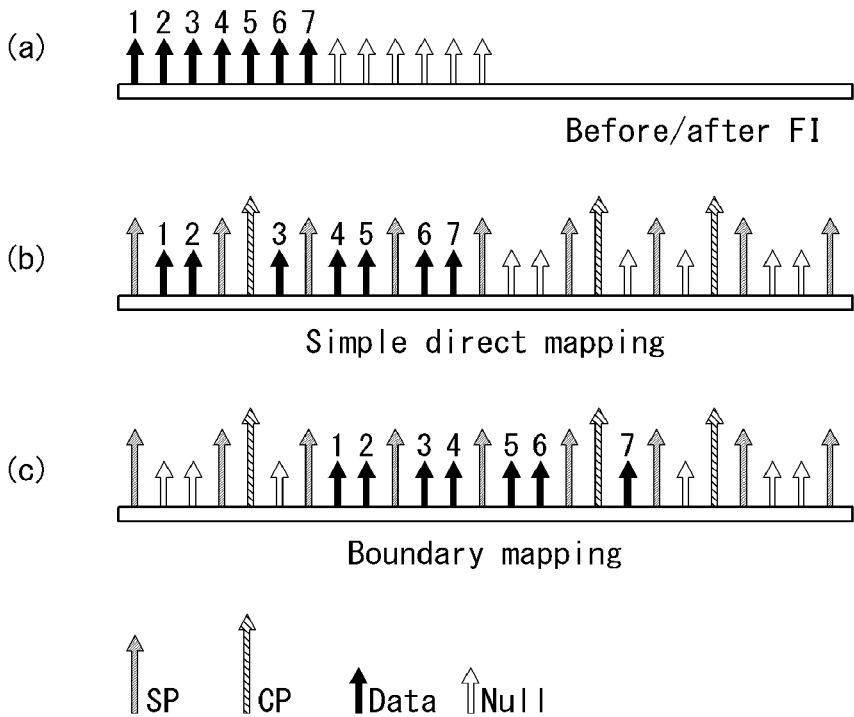 1 2 3 4 5 6 7
(a)
Before/after FI
1 2 3 4 5 6 7
(b)
Simple direct mapping
1 2 3 4 5 6 7
(c)
Boundary mapping
SP CP Data Null